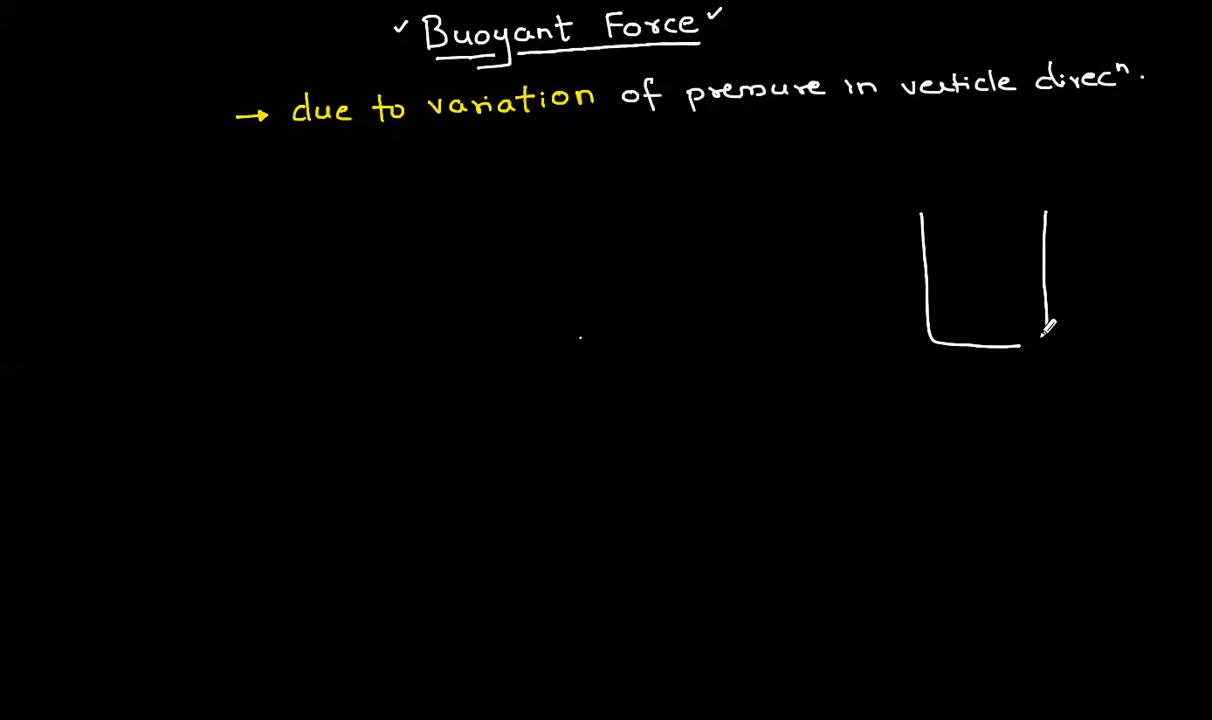 Buoyant Force
→ due to variation of pressure in verticle direcⁿ.